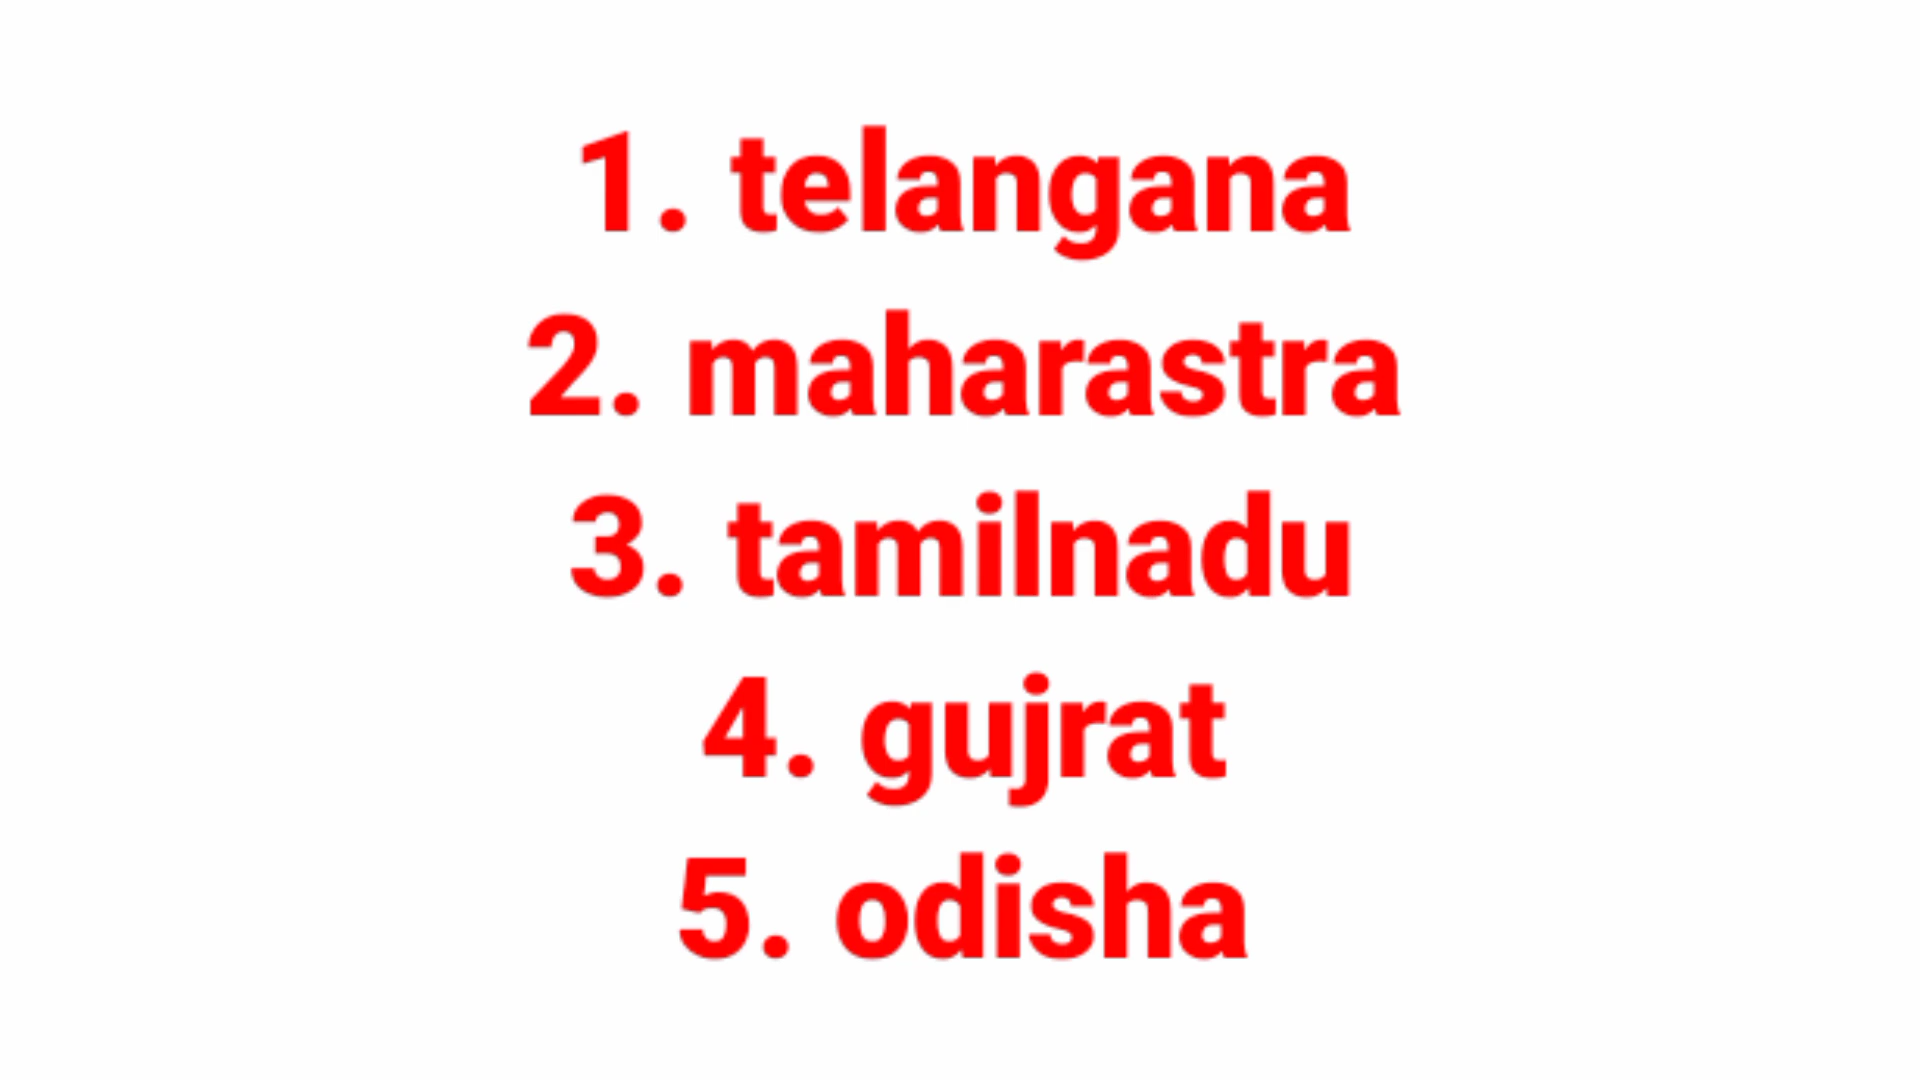 1. telangana
2. maharastra
3. tamilnadu
4. gujrat
5. odisha